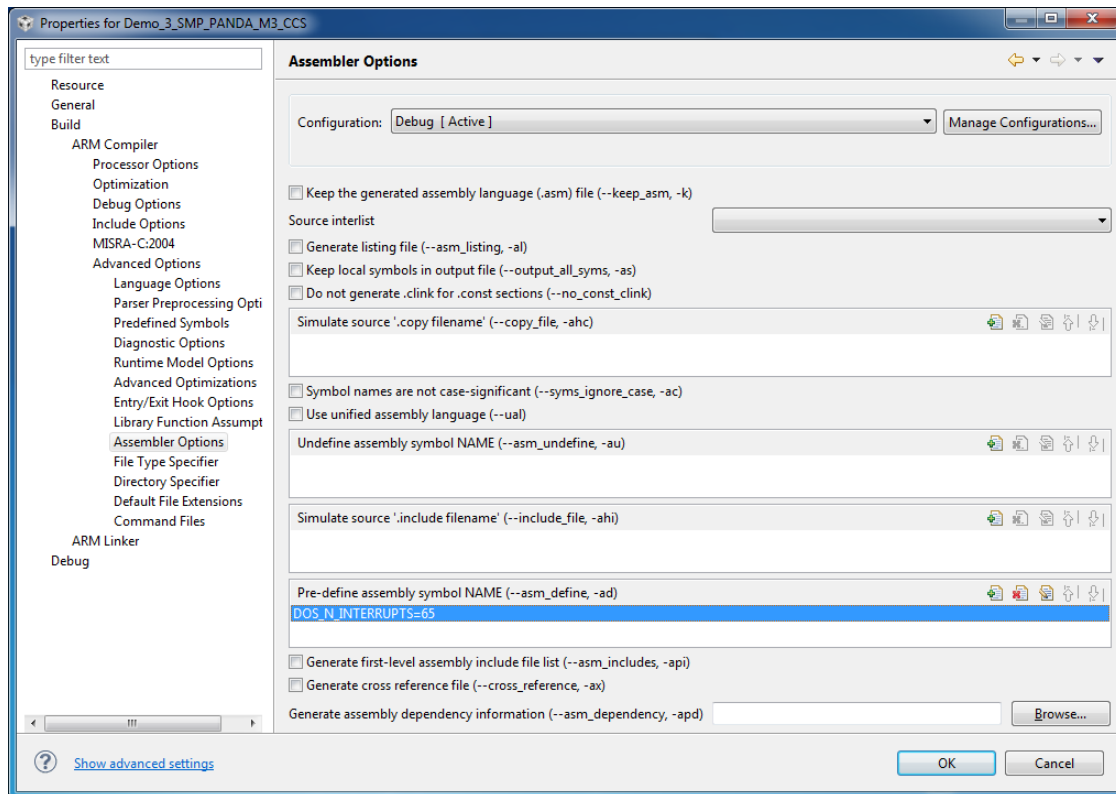 Properties for Demo_3_SMP_PANDA_M3_CCS
type filter text
Resource
General
Build
ARM Compiler
Processor Options
Optimization
Debug Options
Include Options
MISRA-C:2004
Advanced Options
Language Options
Parser Preprocessing Opti
Predefined Symbols
Diagnostic Options
Runtime Model Options
Advanced Optimizations
Entry/Exit Hook Options
Library Function Assumpt
Assembler Options
File Type Specifier
Directory Specifier
Default File Extensions
Command Files
ARM Linker
Debug
Assembler Options
Configuration: Debug [ Active ] Manage Configurations...
Keep the generated assembly language (.asm) file (--keep_asm, -k)
Source interlist
Generate listing file (--asm_listing, -al)
Keep local symbols in output file (--output_all_syms, -as)
Do not generate .clink for .const sections (--no_const_clink)
Simulate source '.copy filename' (--copy_file, -ahc)
Symbol names are not case-significant (--syms_ignore_case, -ac)
Use unified assembly language (--ual)
Undefine assembly symbol NAME (--asm_undefine, -au)
Simulate source '.include filename' (--include_file, -ahi)
Pre-define assembly symbol NAME (--asm_define, -ad)
DOS_N_INTERRUPTS=65
Generate first-level assembly include file list (--asm_includes, -api)
Generate cross reference file (--cross_reference, -ax)
Generate assembly dependency information (--asm_dependency, -apd) Browse...
Show advanced settings
OK Cancel